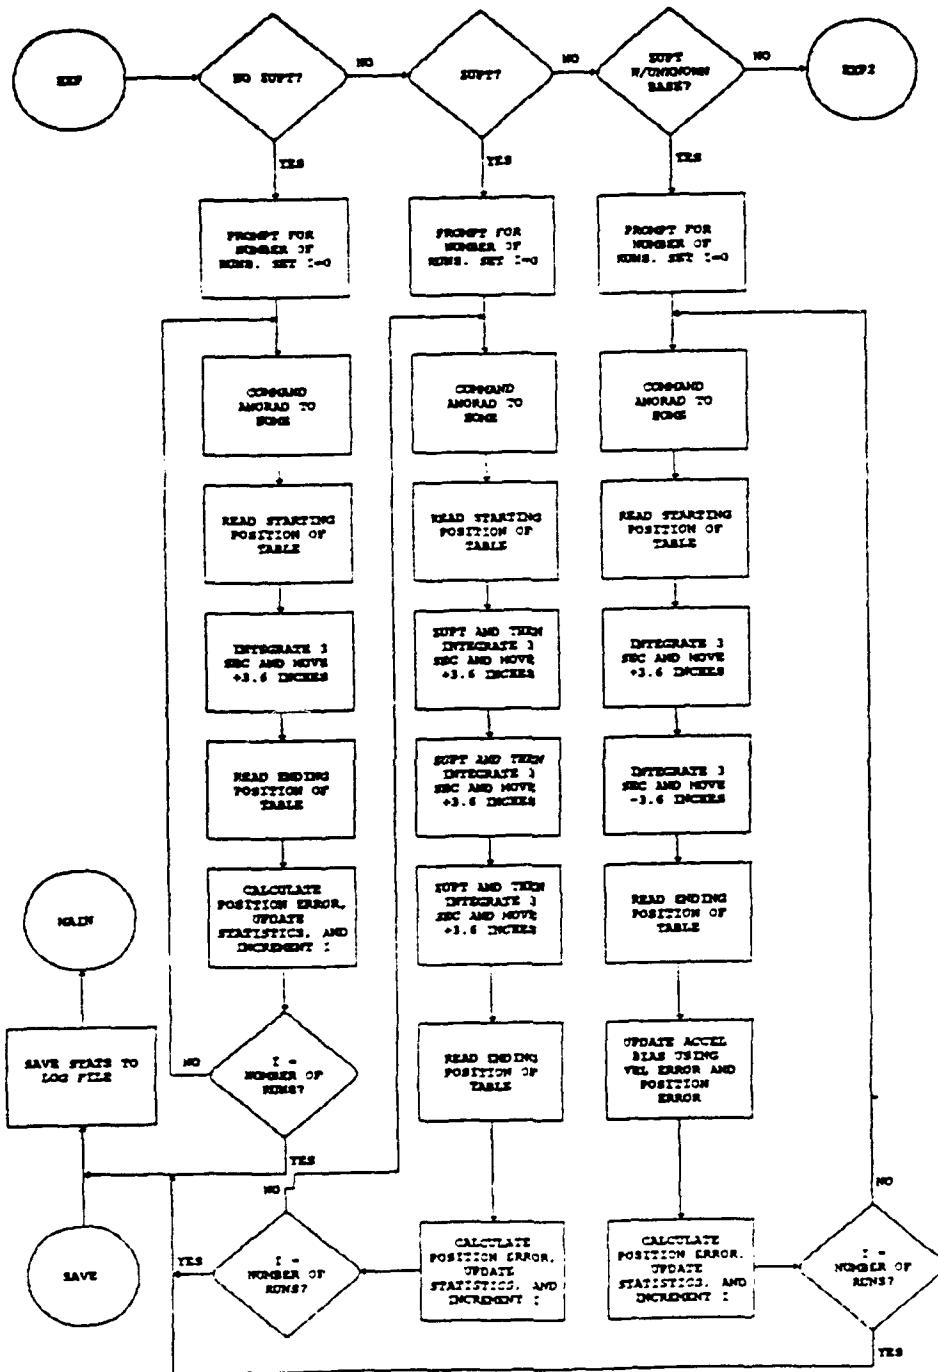 EXP
NO ZUPT?
NO
ZUPT?
NO
ZUPT
W/UNKNOWN
BASE?
NO
EXP2
YES
YES
YES
PROMPT FOR
NUMBER OF
RUNS. SET I=0
PROMPT FOR
NUMBER OF
RUNS. SET I=0
PROMPT FOR
NUMBER OF
RUNS. SET I=0
COMMAND
ANORAD TO
HOME
COMMAND
ANORAD TO
HOME
COMMAND
ANORAD TO
HOME
READ STARTING
POSITION OF
TABLE
READ STARTING
POSITION OF
TABLE
READ STARTING
POSITION OF
TABLE
INTEGRATE 3
SEC AND MOVE
+3.6 INCHES
ZUPT AND THEN
INTEGRATE 3
SEC AND MOVE
+3.6 INCHES
INTEGRATE 3
SEC AND MOVE
+3.6 INCHES
READ ENDING
POSITION OF
TABLE
ZUPT AND THEN
INTEGRATE 3
SEC AND MOVE
+3.6 INCHES
INTEGRATE 3
SEC AND MOVE
-3.6 INCHES
MAIN
CALCULATE
POSITION ERROR,
UPDATE
STATISTICS, AND
INCREMENT I
ZUPT AND THEN
INTEGRATE 3
SEC AND MOVE
+3.6 INCHES
READ ENDING
POSITION OF
TABLE
SAVE STATS TO
LOG FILE
NO
I =
NUMBER OF
RUNS?
READ ENDING
POSITION OF
TABLE
UPDATE ACCEL
BIAS USING
VEL ERROR AND
POSITION
ERROR
YES
NO
NO
SAVE
YES
I =
NUMBER OF
RUNS?
CALCULATE
POSITION ERROR,
UPDATE
STATISTICS, AND
INCREMENT I
CALCULATE
POSITION ERROR,
UPDATE
STATISTICS, AND
INCREMENT I
I =
NUMBER OF
RUNS?
YES